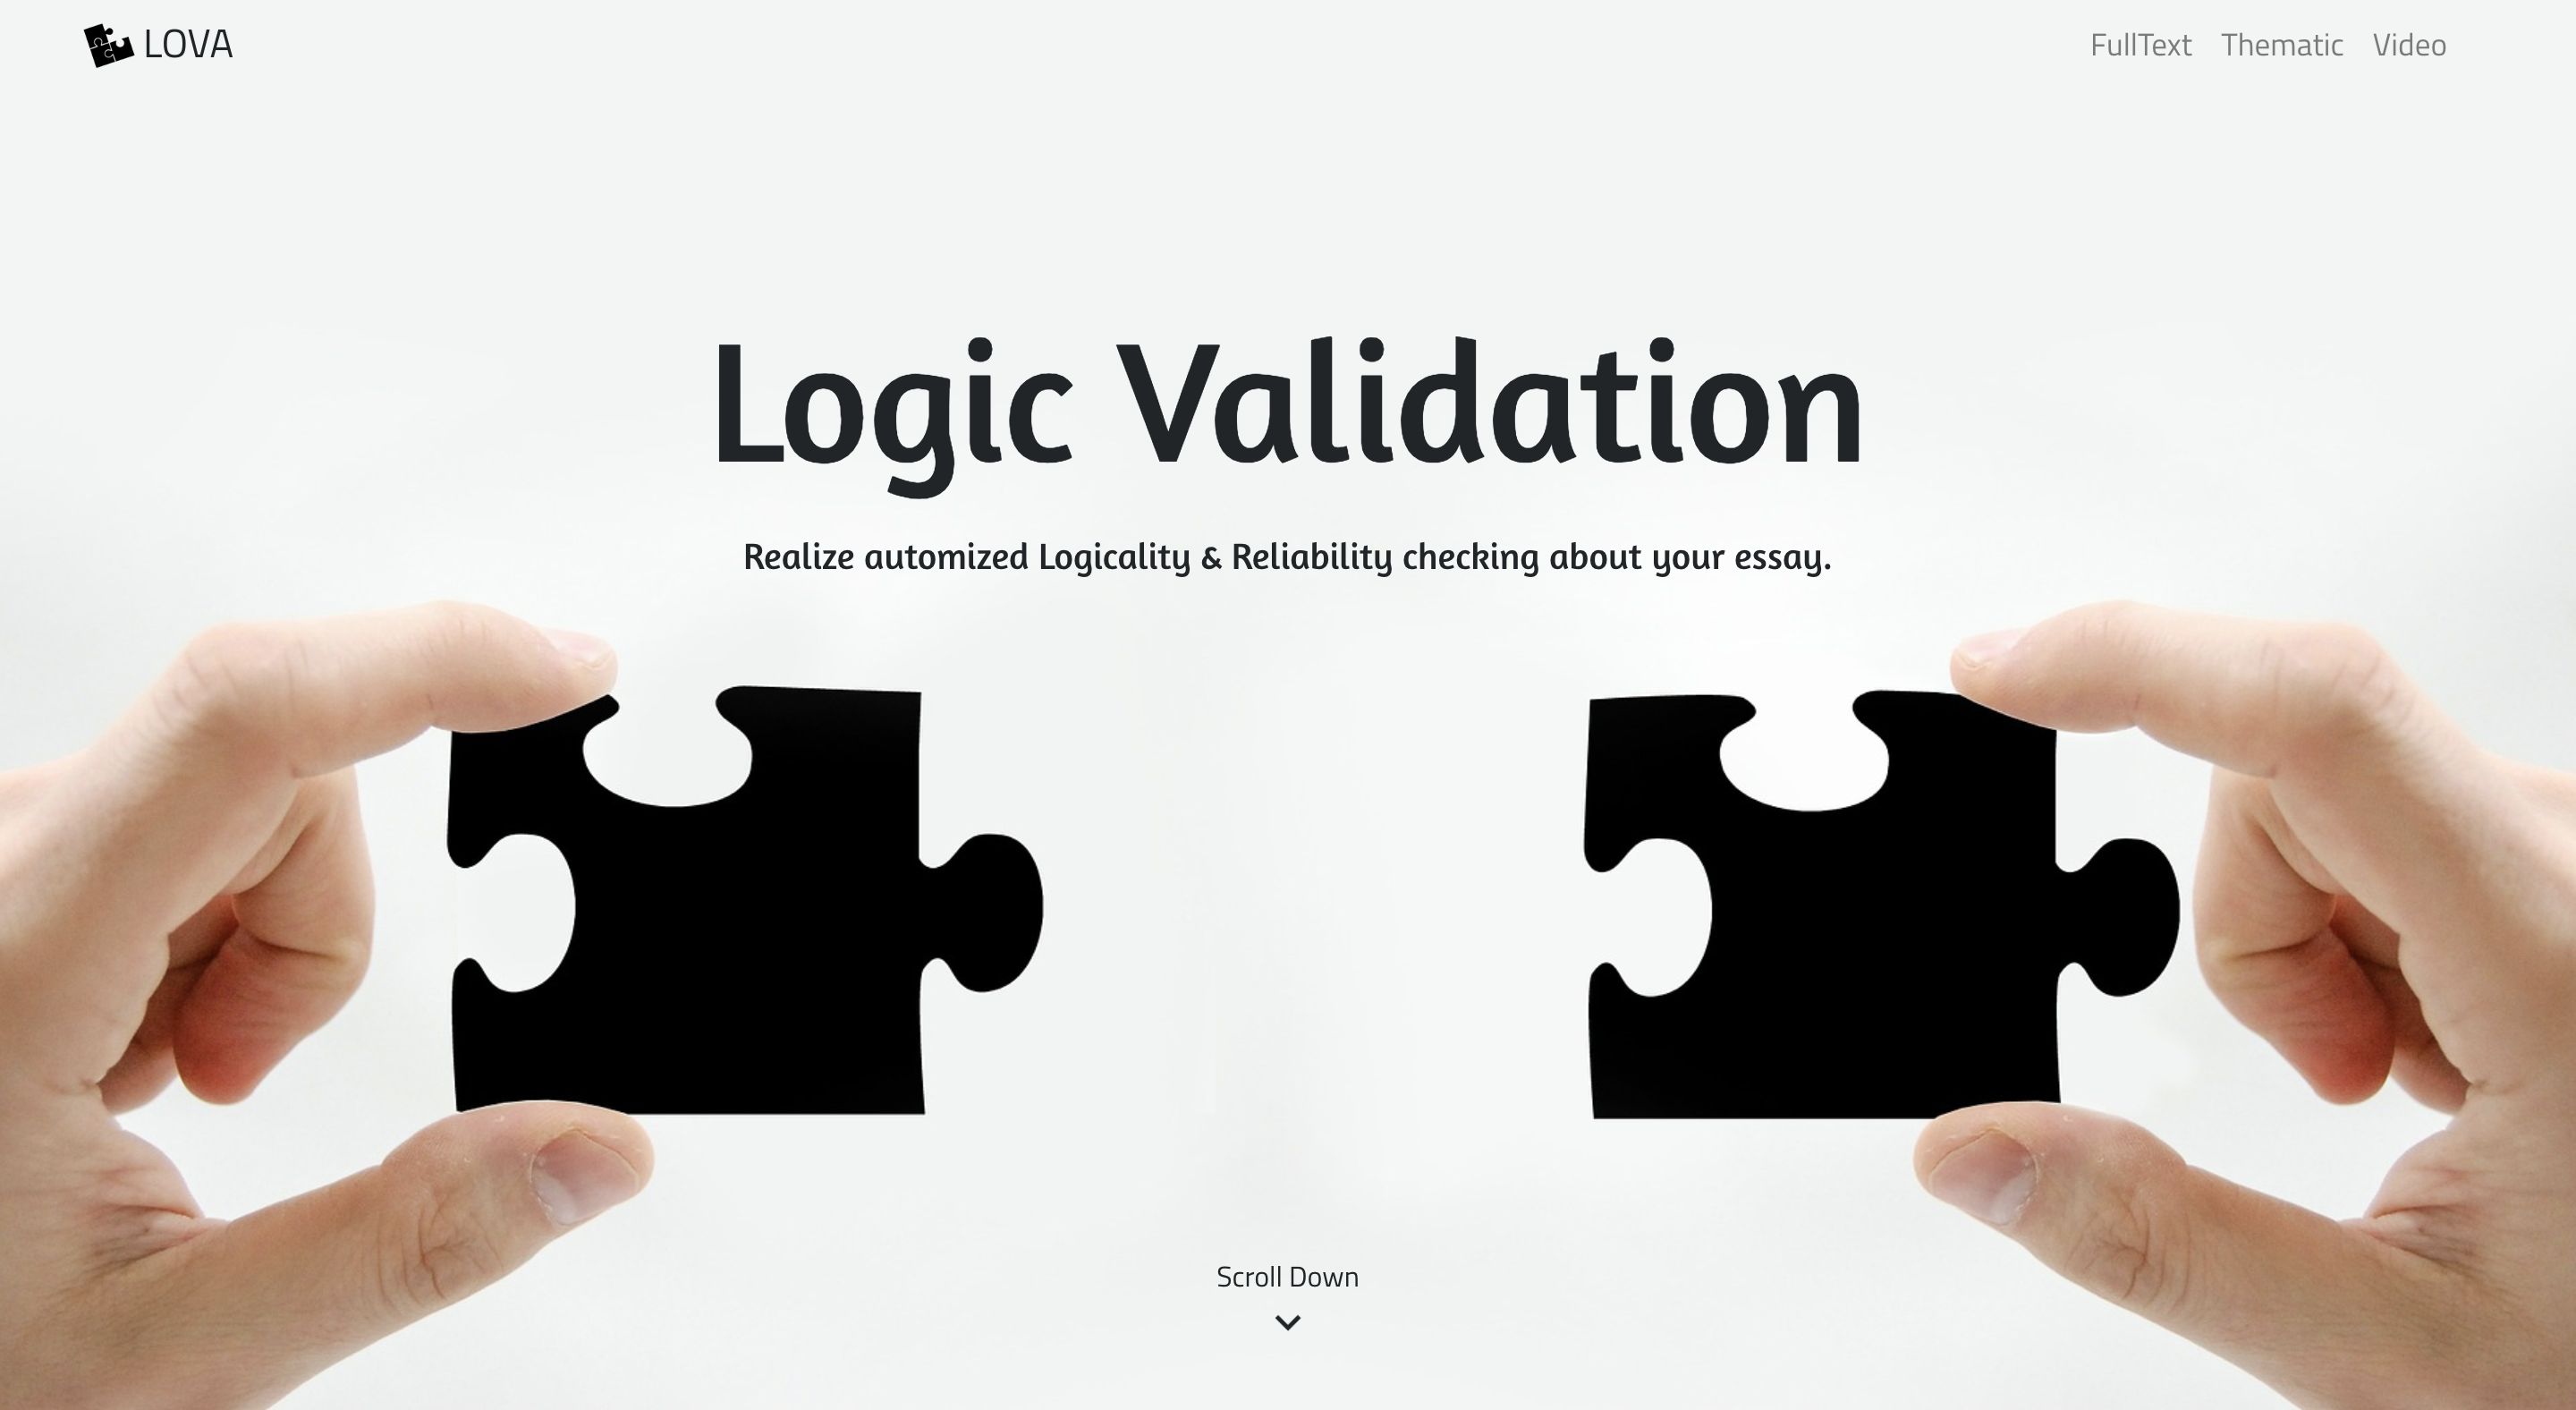 LOVA
FullText Thematic Video
Logic Validation
Realize automized Logicality & Reliability checking about your essay.
Scroll Down